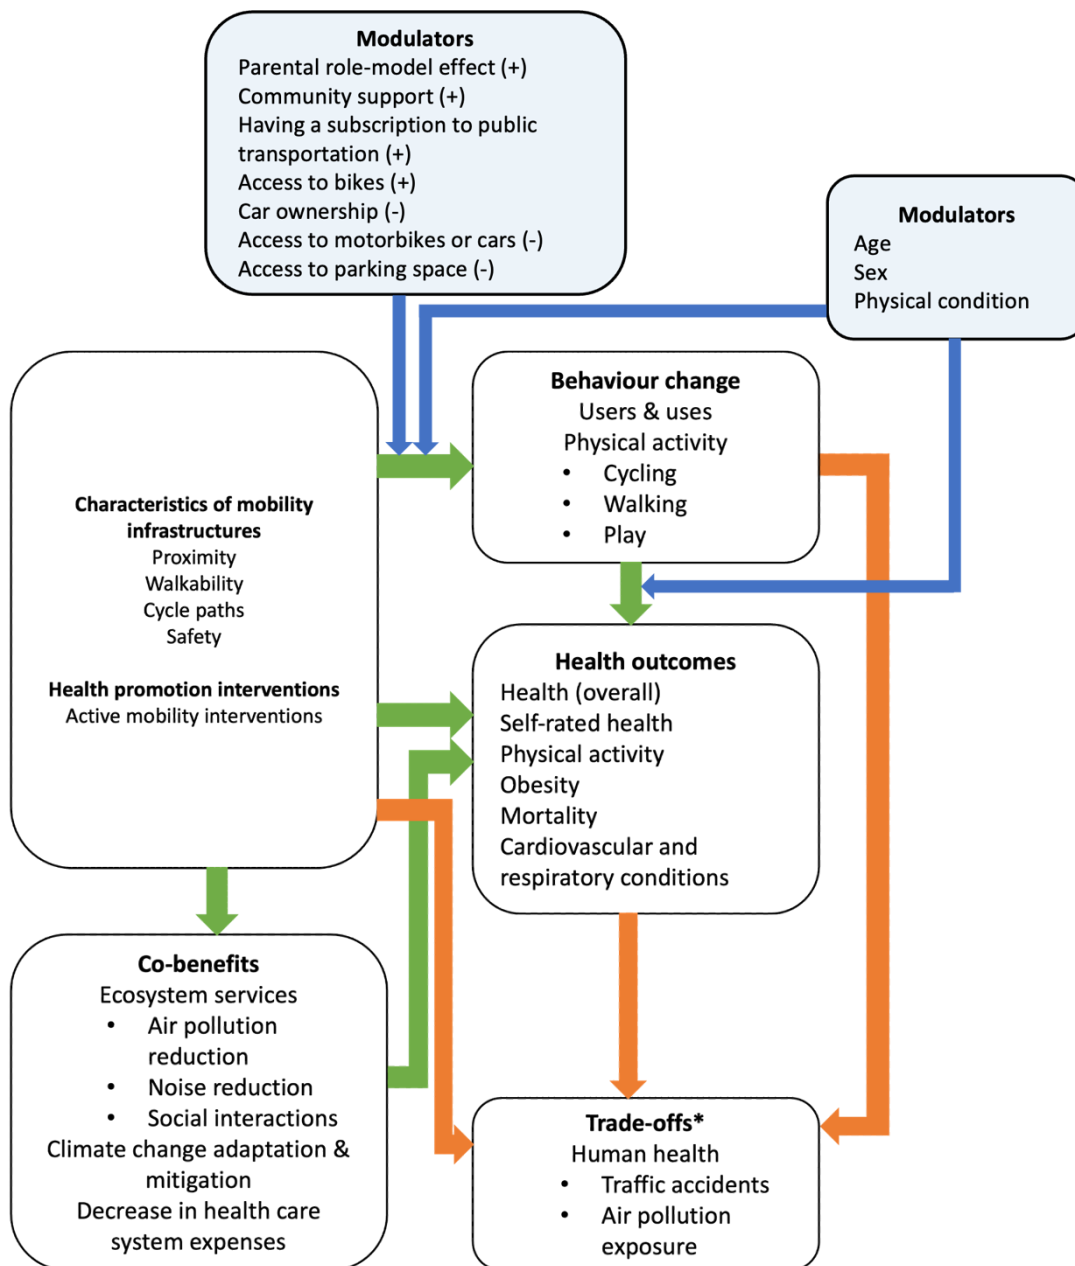 Modulators
Parental role-model effect (+)
Community support (+)
Having a subscription to public
transportation (+)
Access to bikes (+)
Car ownership (-)
Access to motorbikes or cars (-)
Access to parking space (-)
Modulators
Age
Sex
Physical condition
Characteristics of mobility
infrastructures
Proximity
Walkability
Cycle paths
Safety
Health promotion interventions
Active mobility interventions
Behaviour change
Users & uses
Physical activity
• Cycling
• Walking
• Play
Health outcomes
Health (overall)
Self-rated health
Physical activity
Obesity
Mortality
Cardiovascular and
respiratory conditions
Co-benefits
Ecosystem services
• Air pollution
reduction
• Noise reduction
• Social interactions
Climate change adaptation &
mitigation
Decrease in health care
system expenses
Trade-offs*
Human health
• Traffic accidents
• Air pollution
exposure